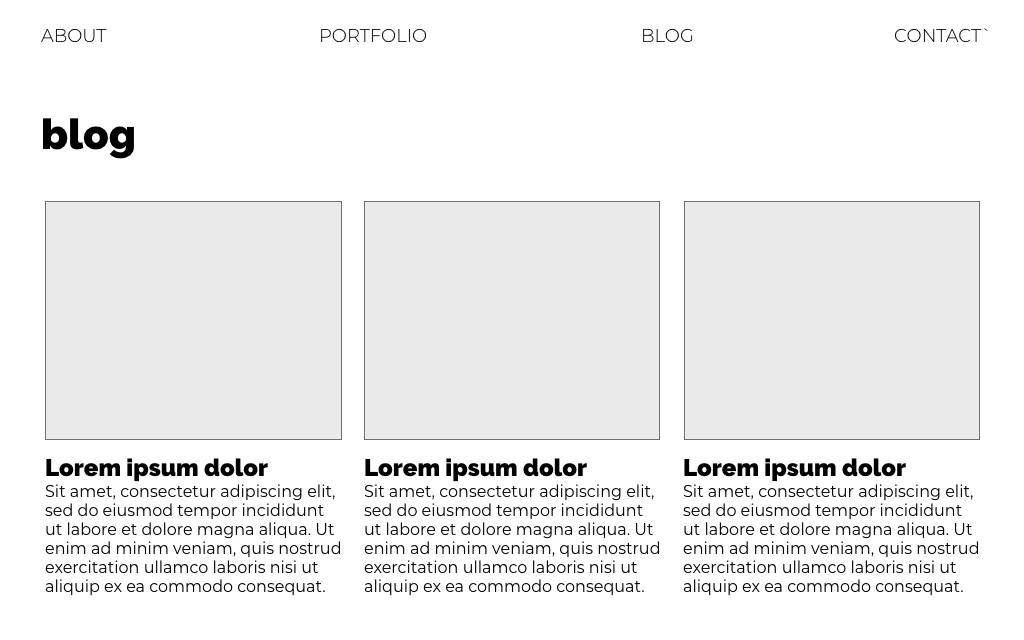 ABOUT PORTFOLIO BLOG CONTACT`
blog
Lorem ipsum dolor
Sit amet, consectetur adipiscing elit,
sed do eiusmod tempor incididunt
ut labore et dolore magna aliqua. Ut
enim ad minim veniam, quis nostrud
exercitation ullamco laboris nisi ut
aliquip ex ea commodo consequat.
Lorem ipsum dolor
Sit amet, consectetur adipiscing elit,
sed do eiusmod tempor incididunt
ut labore et dolore magna aliqua. Ut
enim ad minim veniam, quis nostrud
exercitation ullamco laboris nisi ut
aliquip ex ea commodo consequat.
Lorem ipsum dolor
Sit amet, consectetur adipiscing elit,
sed do eiusmod tempor incididunt
ut labore et dolore magna aliqua. Ut
enim ad minim veniam, quis nostrud
exercitation ullamco laboris nisi ut
aliquip ex ea commodo consequat.